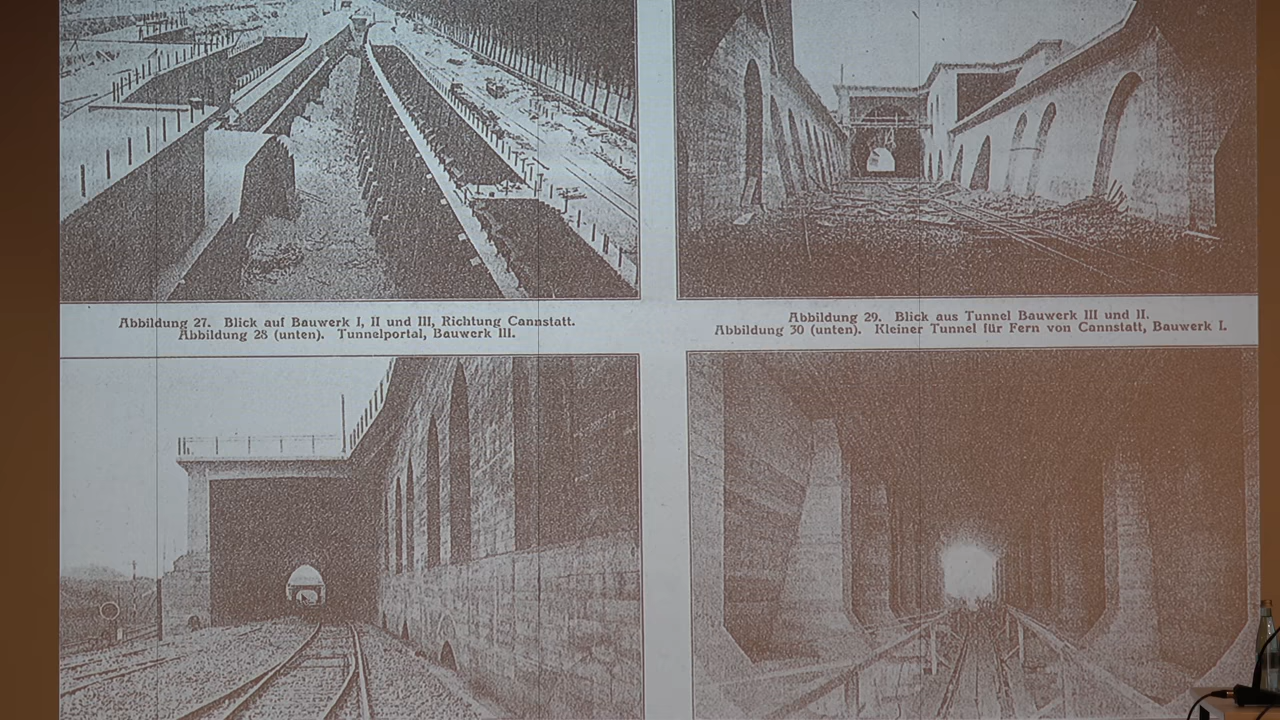 Abbildung 27. Blick auf Bauwerk I, II und III, Richtung Cannstatt.
Abbildung 28 (unten). Tunnelportal, Bauwerk III.
Abbildung 29. Blick aus Tunnel Bauwerk III und II.
Abbildung 30 (unten). Kleiner Tunnel für Fern von Cannstatt, Bauwerk I.